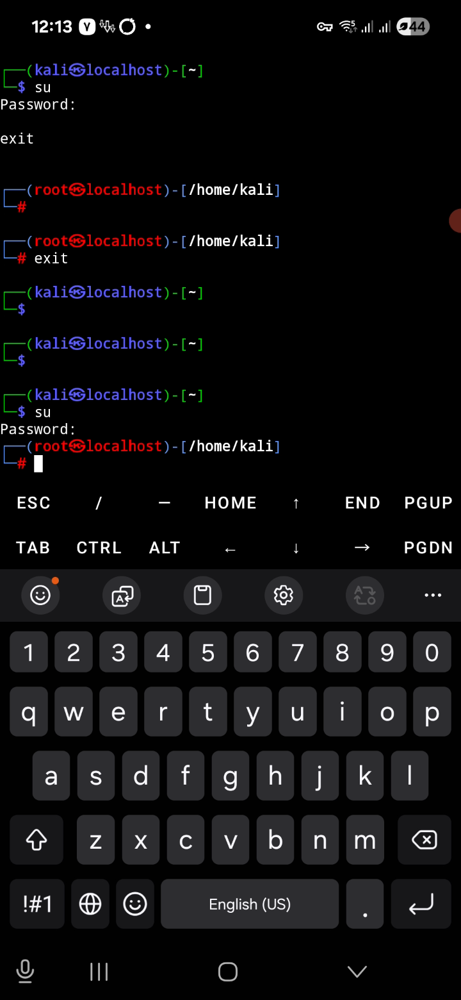 12:13 Y 5 44
┌──(kali㉿localhost)-[~]
└─$ su
Password:
exit
┌──(root㉿localhost)-[/home/kali]
└─#
┌──(root㉿localhost)-[/home/kali]
└─# exit
┌──(kali㉿localhost)-[~]
└─$
┌──(kali㉿localhost)-[~]
└─$
┌──(kali㉿localhost)-[~]
└─$ su
Password:
┌──(root㉿localhost)-[/home/kali]
└─#
ESC / — HOME ↑ END PGUP
TAB CTRL ALT ← ↓ → PGDN
1 2 3 4 5 6 7 8 9 0
q w e r t y u i o p
a s d f g h j k l
z x c v b n m
!#1 English (US) .